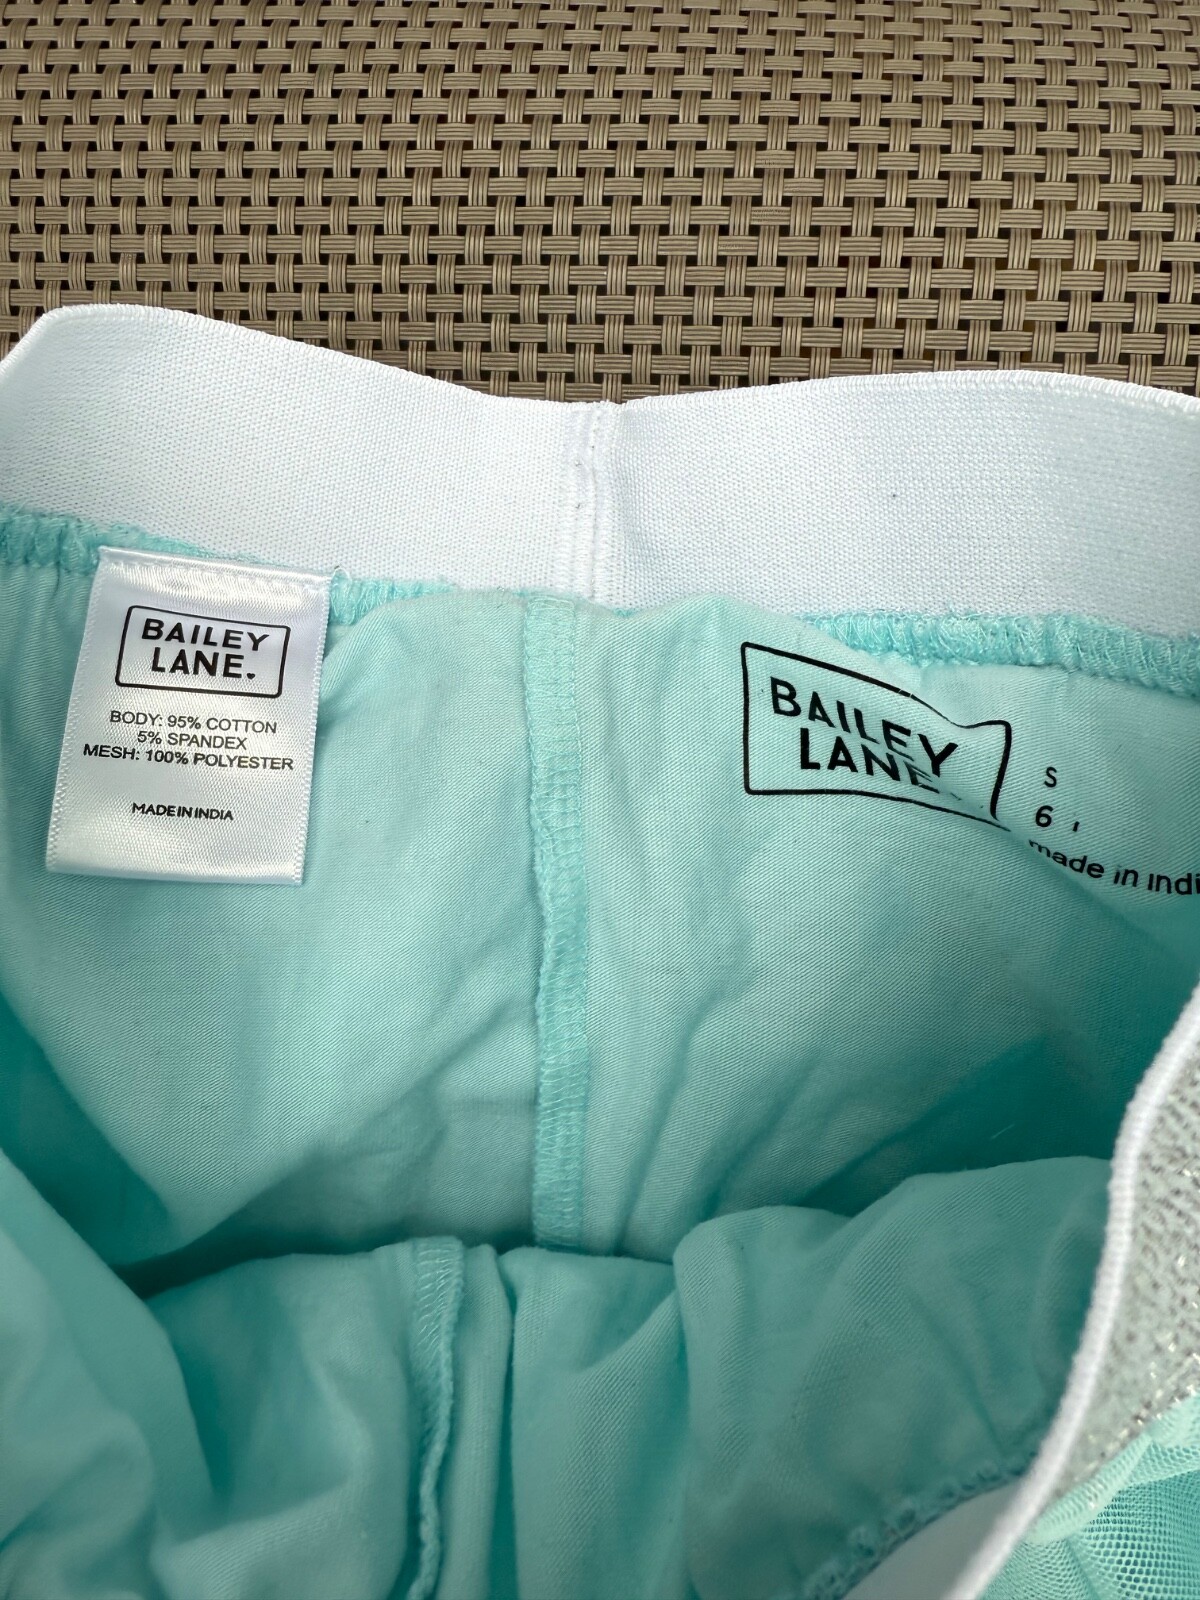 BAILEY
LANE.
BODY: 95% COTTON
5% SPANDEX
MESH: 100% POLYESTER
MADE IN INDIA
BAILEY
LANE
S
6
made in indi